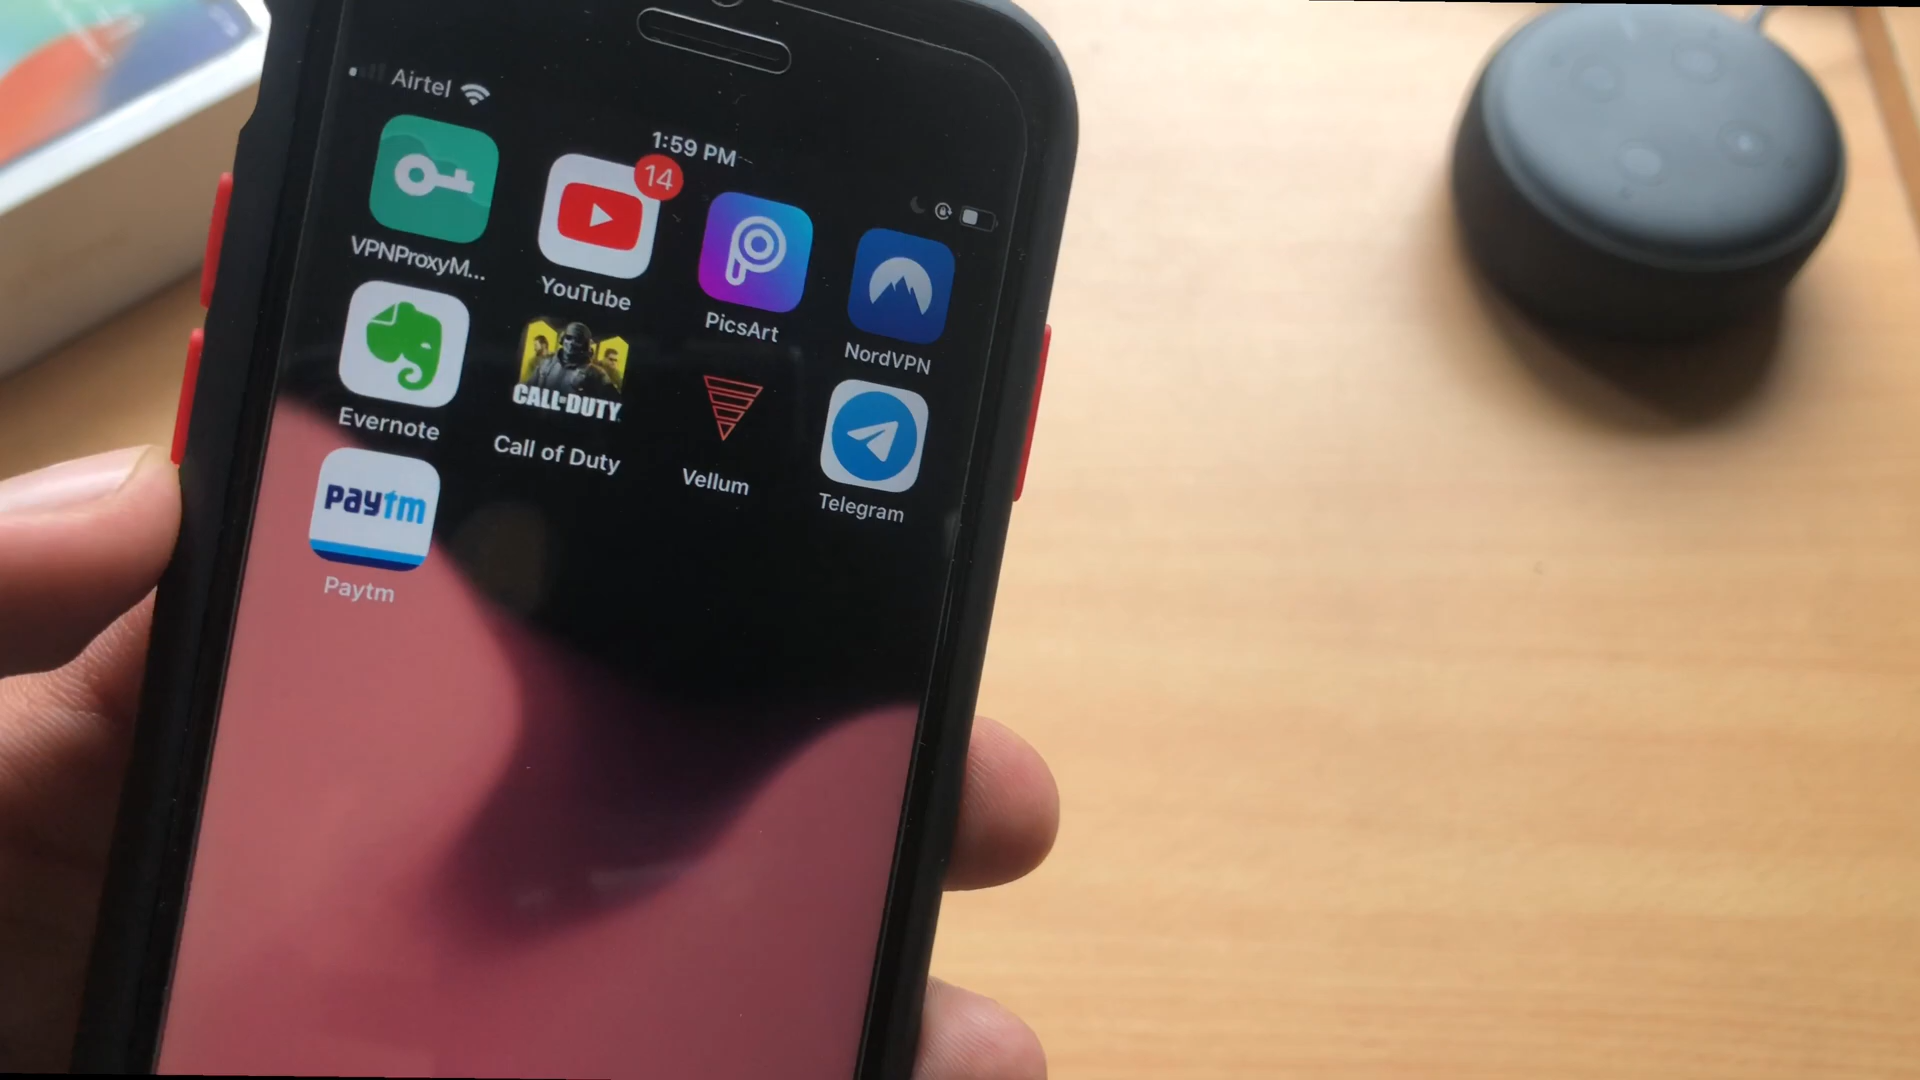 Airtel
1:59 PM
14
VPNProxyM...
YouTube
PicsArt
NordVPN
CALL OF DUTY
Evernote
Call of Duty
Vellum
Telegram
paytm
Paytm